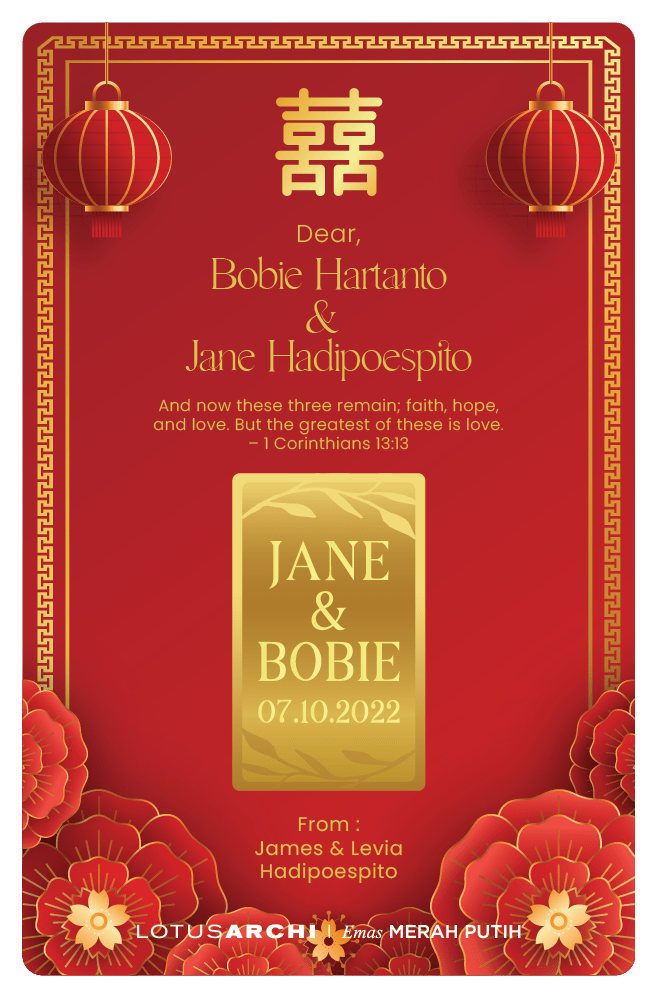 囍
Dear,
Bobie Hartanto
&
Jane Hadipoespito
And now these three remain; faith, hope,
and love. But the greatest of these is love.
– 1 Corinthians 13:13
JANE
&
BOBIE
07.10.2022
From :
James & Levia
Hadipoespito
LOTUSARCHI | Emas MERAH PUTIH